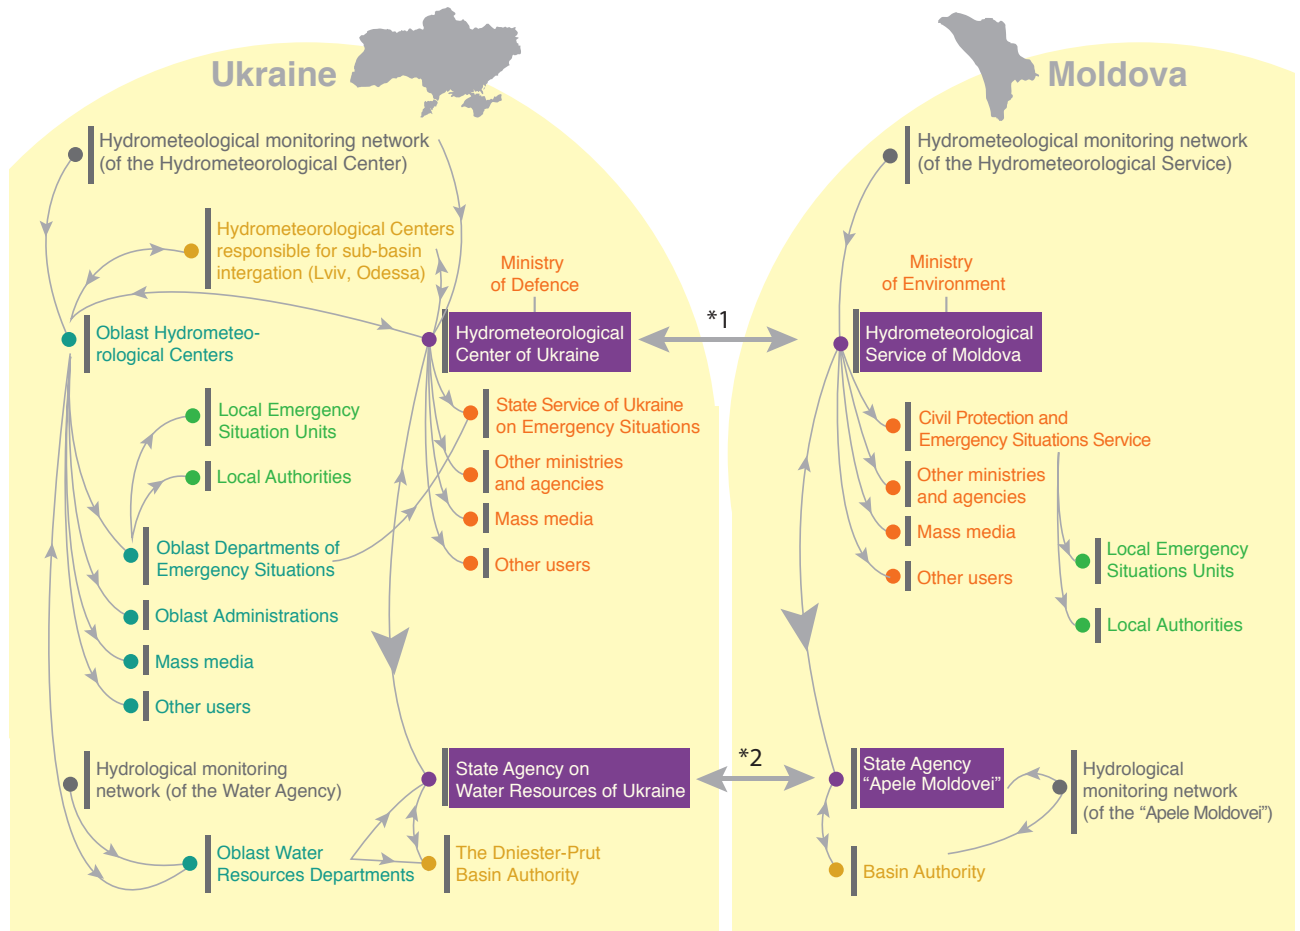 Ukraine
Hydrometeological monitoring network
(of the Hydrometeorological Center)
Hydrometeorological Centers
responsible for sub-basin
intergation (Lviv, Odessa)
Ministry
of Defence
Oblast Hydrometeo-
rological Centers
Hydrometeorological
Center of Ukraine
Local Emergency
Situation Units
Local Authorities
State Service of Ukraine
on Emergency Situations
Other ministries
and agencies
Mass media
Other users
Oblast Departments of
Emergency Situations
Oblast Administrations
Mass media
Other users
Hydrological monitoring
network (of the Water Agency)
State Agency on
Water Resources of Ukraine
Oblast Water
Resources Departments
The Dniester-Prut
Basin Authority
*1
*2
Moldova
Hydrometeological monitoring network
(of the Hydrometeorological Service)
Ministry
of Environment
Hydrometeorological
Service of Moldova
Civil Protection and
Emergency Situations Service
Other ministries
and agencies
Mass media
Other users
Local Emergency
Situations Units
Local Authorities
State Agency
“Apele Moldovei”
Hydrological
monitoring network
(of the “Apele Moldovei”)
Basin Authority